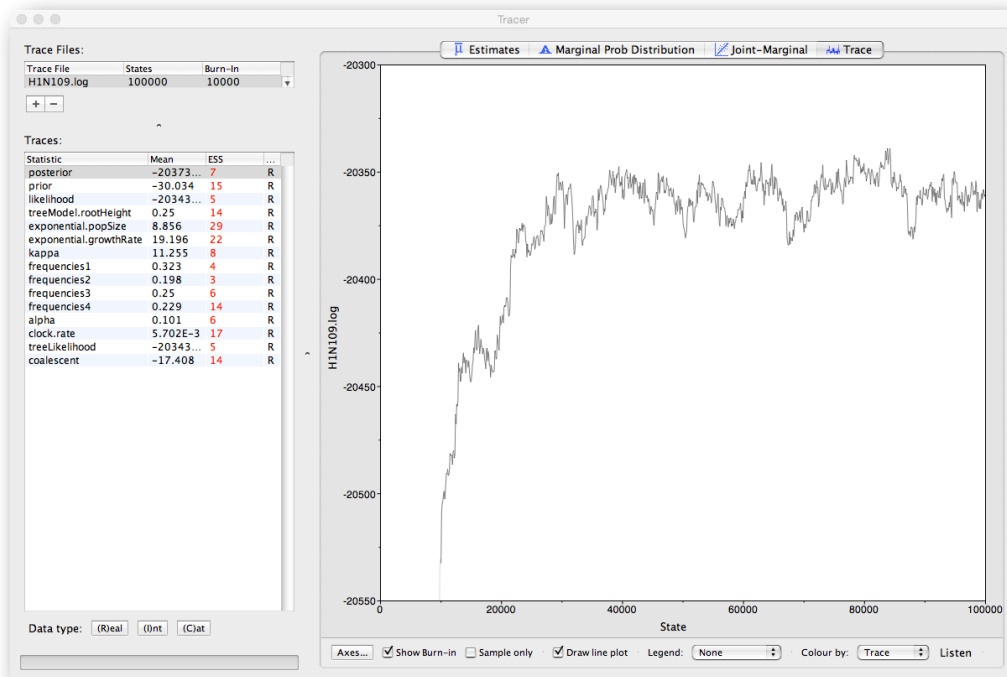 Tracer
Trace Files:
Trace File States Burn-In
H1N109.log 100000 10000
+ −
Traces:
Statistic Mean ESS ...
posterior -20373... 7 R
prior -30.034 15 R
likelihood -20343... 5 R
treeModel.rootHeight 0.25 14 R
exponential.popSize 8.856 29 R
exponential.growthRate 19.196 22 R
kappa 11.255 8 R
frequencies1 0.323 4 R
frequencies2 0.198 3 R
frequencies3 0.25 6 R
frequencies4 0.229 14 R
alpha 0.101 6 R
clock.rate 5.702E-3 17 R
treeLikelihood -20343... 5 R
coalescent -17.408 14 R
Data type: (R)eal (I)nt (C)at
Estimates Marginal Prob Distribution Joint-Marginal Trace
-20300
-20350
-20400
-20450
-20500
-20550
H1N109.log
0 20000 40000 60000 80000 100000
State
Axes... Show Burn-in Sample only Draw line plot Legend: None Colour by: Trace Listen